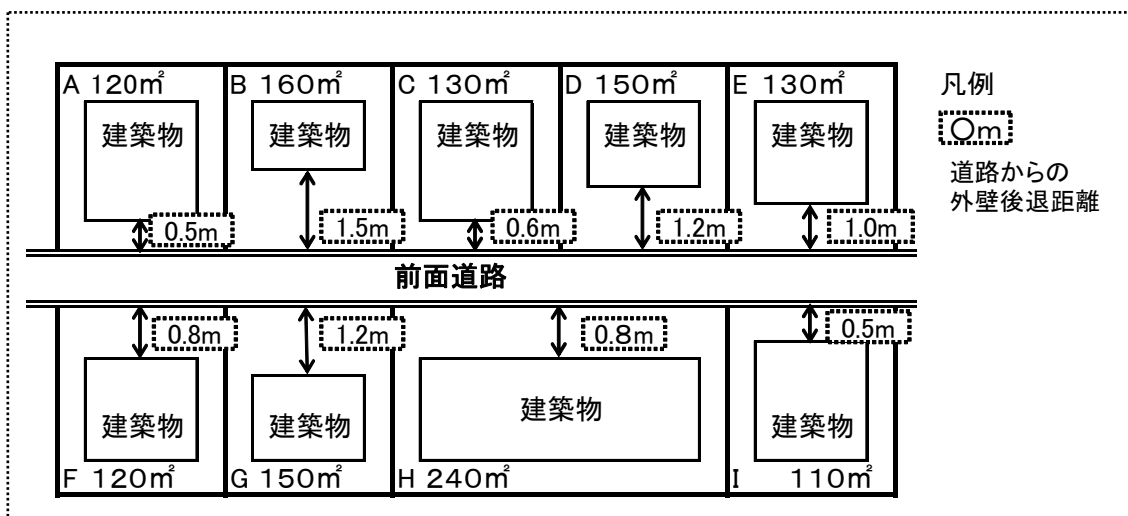 A 120㎡
B 160㎡
C 130㎡
D 150㎡
E 130㎡
建築物
建築物
建築物
建築物
建築物
0.5m
1.5m
0.6m
1.2m
1.0m
前面道路
0.8m
1.2m
0.8m
0.5m
建築物
建築物
建築物
建築物
F 120㎡
G 150㎡
H 240㎡
I 110㎡
凡例
〇m
道路からの
外壁後退距離